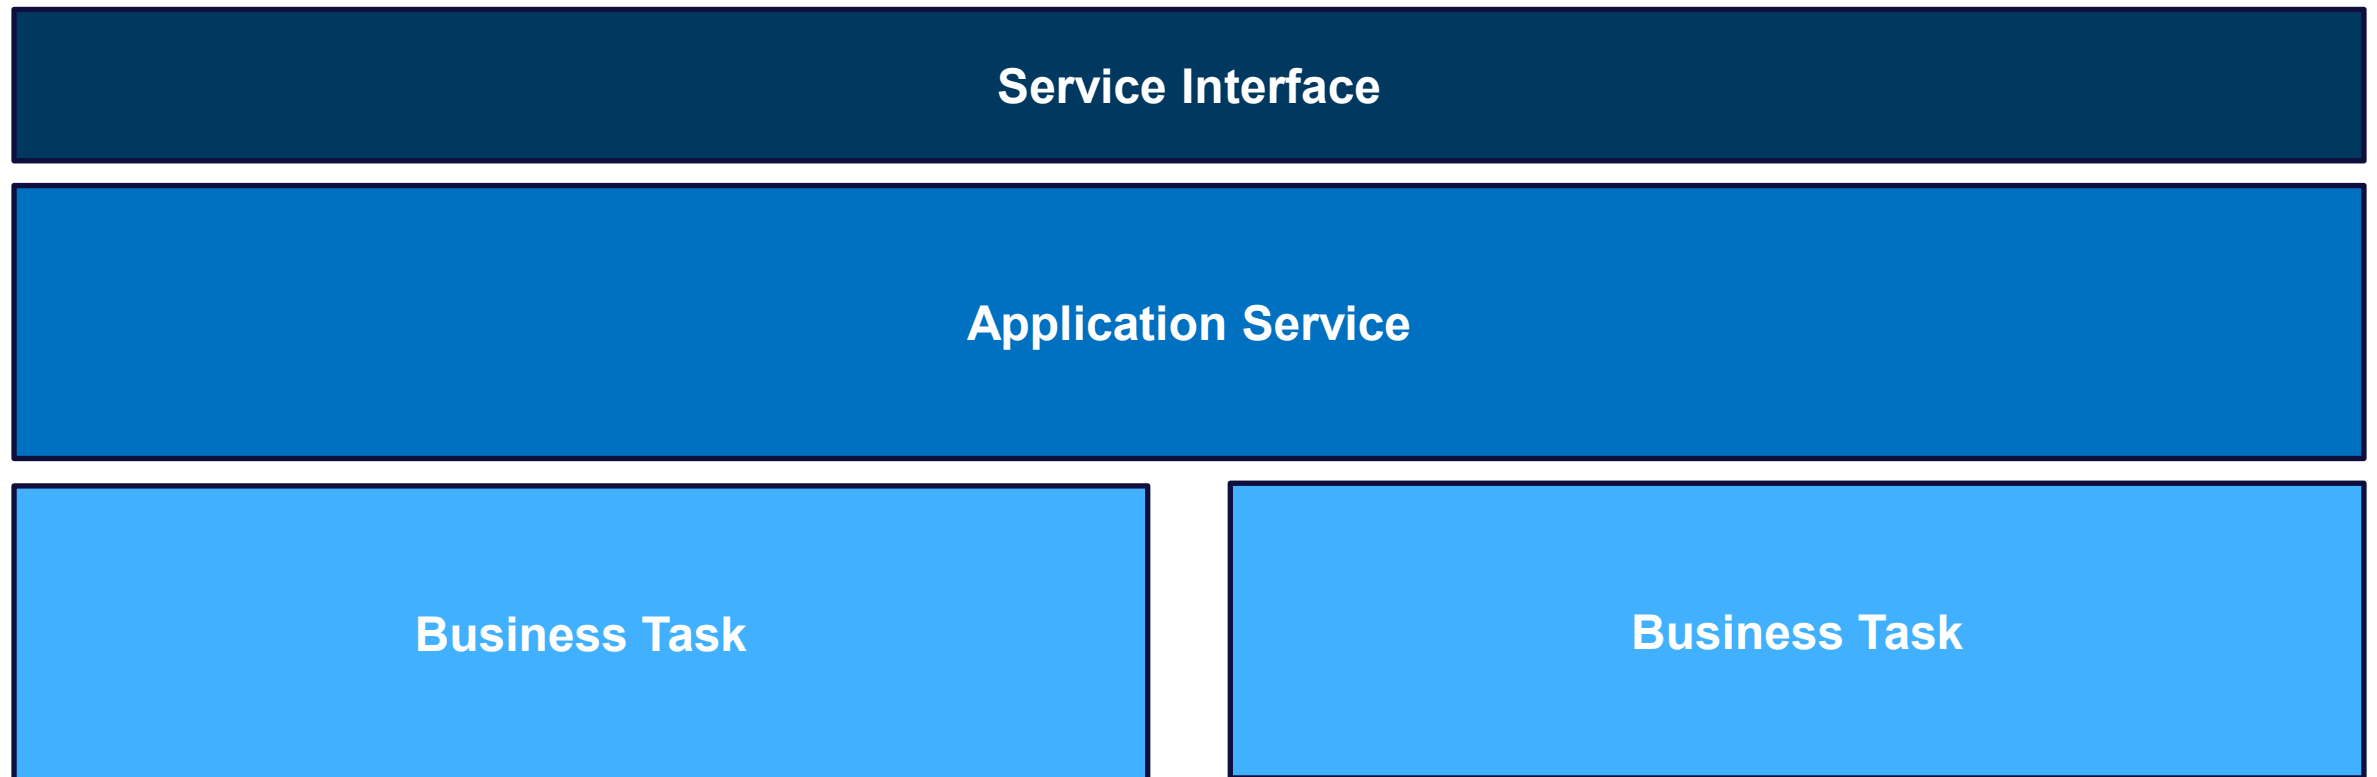 Service Interface
Application Service
Business Task
Business Task